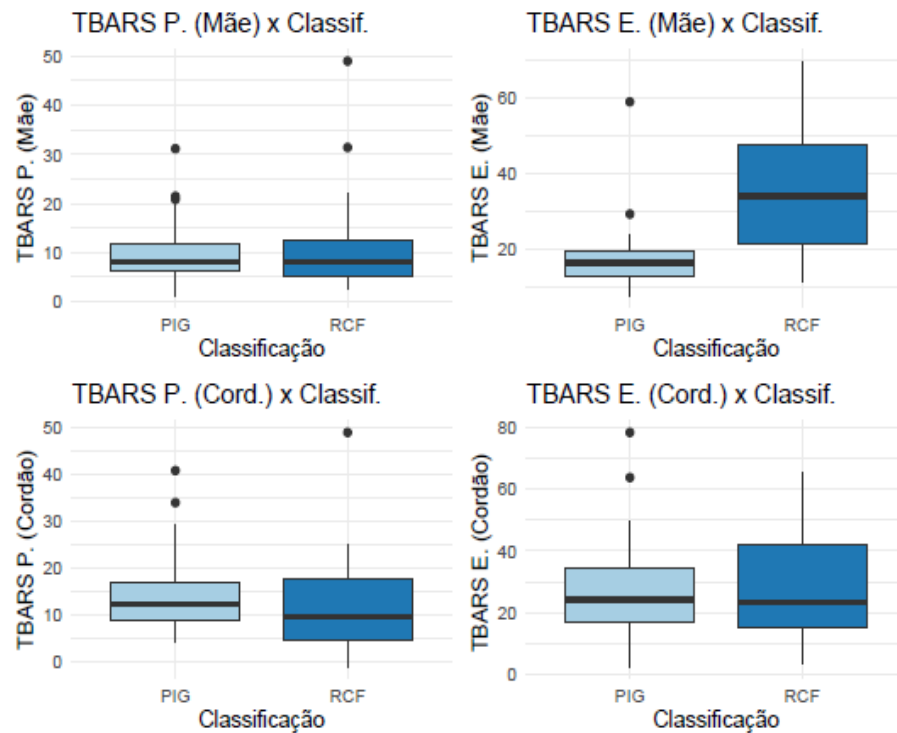 TBARS P. (Mãe) x Classif.
TBARS P. (Mãe)
50
40
30
20
10
0
PIG RCF
Classificação
TBARS E. (Mãe) x Classif.
TBARS E. (Mãe)
60
40
20
PIG RCF
Classificação
TBARS P. (Cord.) x Classif.
TBARS P. (Cordão)
50
40
30
20
10
0
PIG RCF
Classificação
TBARS E. (Cord.) x Classif.
TBARS E. (Cordão)
80
60
40
20
0
PIG RCF
Classificação